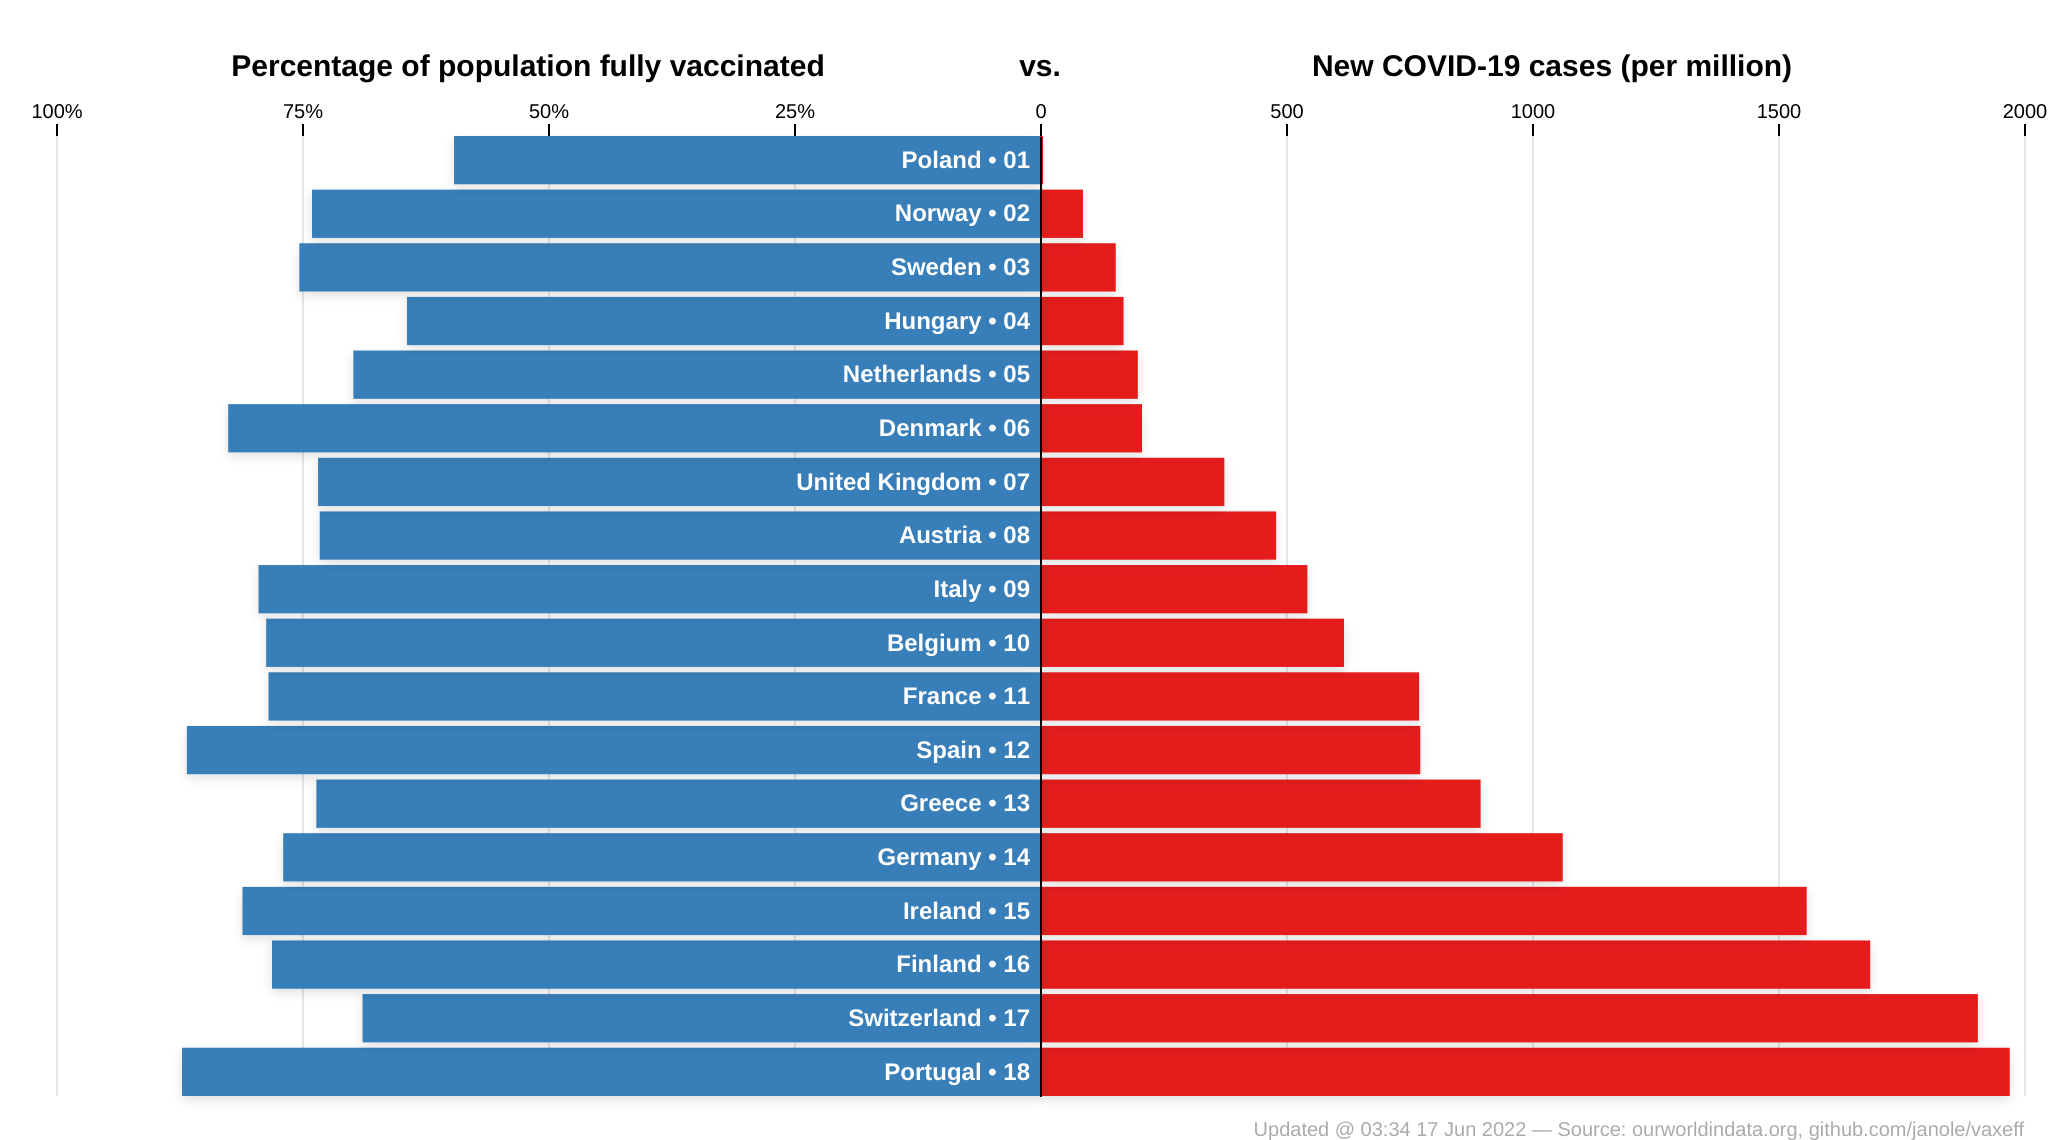 Percentage of population fully vaccinated vs. New COVID-19 cases (per million)
100% 75% 50% 25% 0 500 1000 1500 2000
Poland • 01
Norway • 02
Sweden • 03
Hungary • 04
Netherlands • 05
Denmark • 06
United Kingdom • 07
Austria • 08
Italy • 09
Belgium • 10
France • 11
Spain • 12
Greece • 13
Germany • 14
Ireland • 15
Finland • 16
Switzerland • 17
Portugal • 18
Updated @ 03:34 17 Jun 2022 — Source: ourworldindata.org, github.com/janole/vaxeff